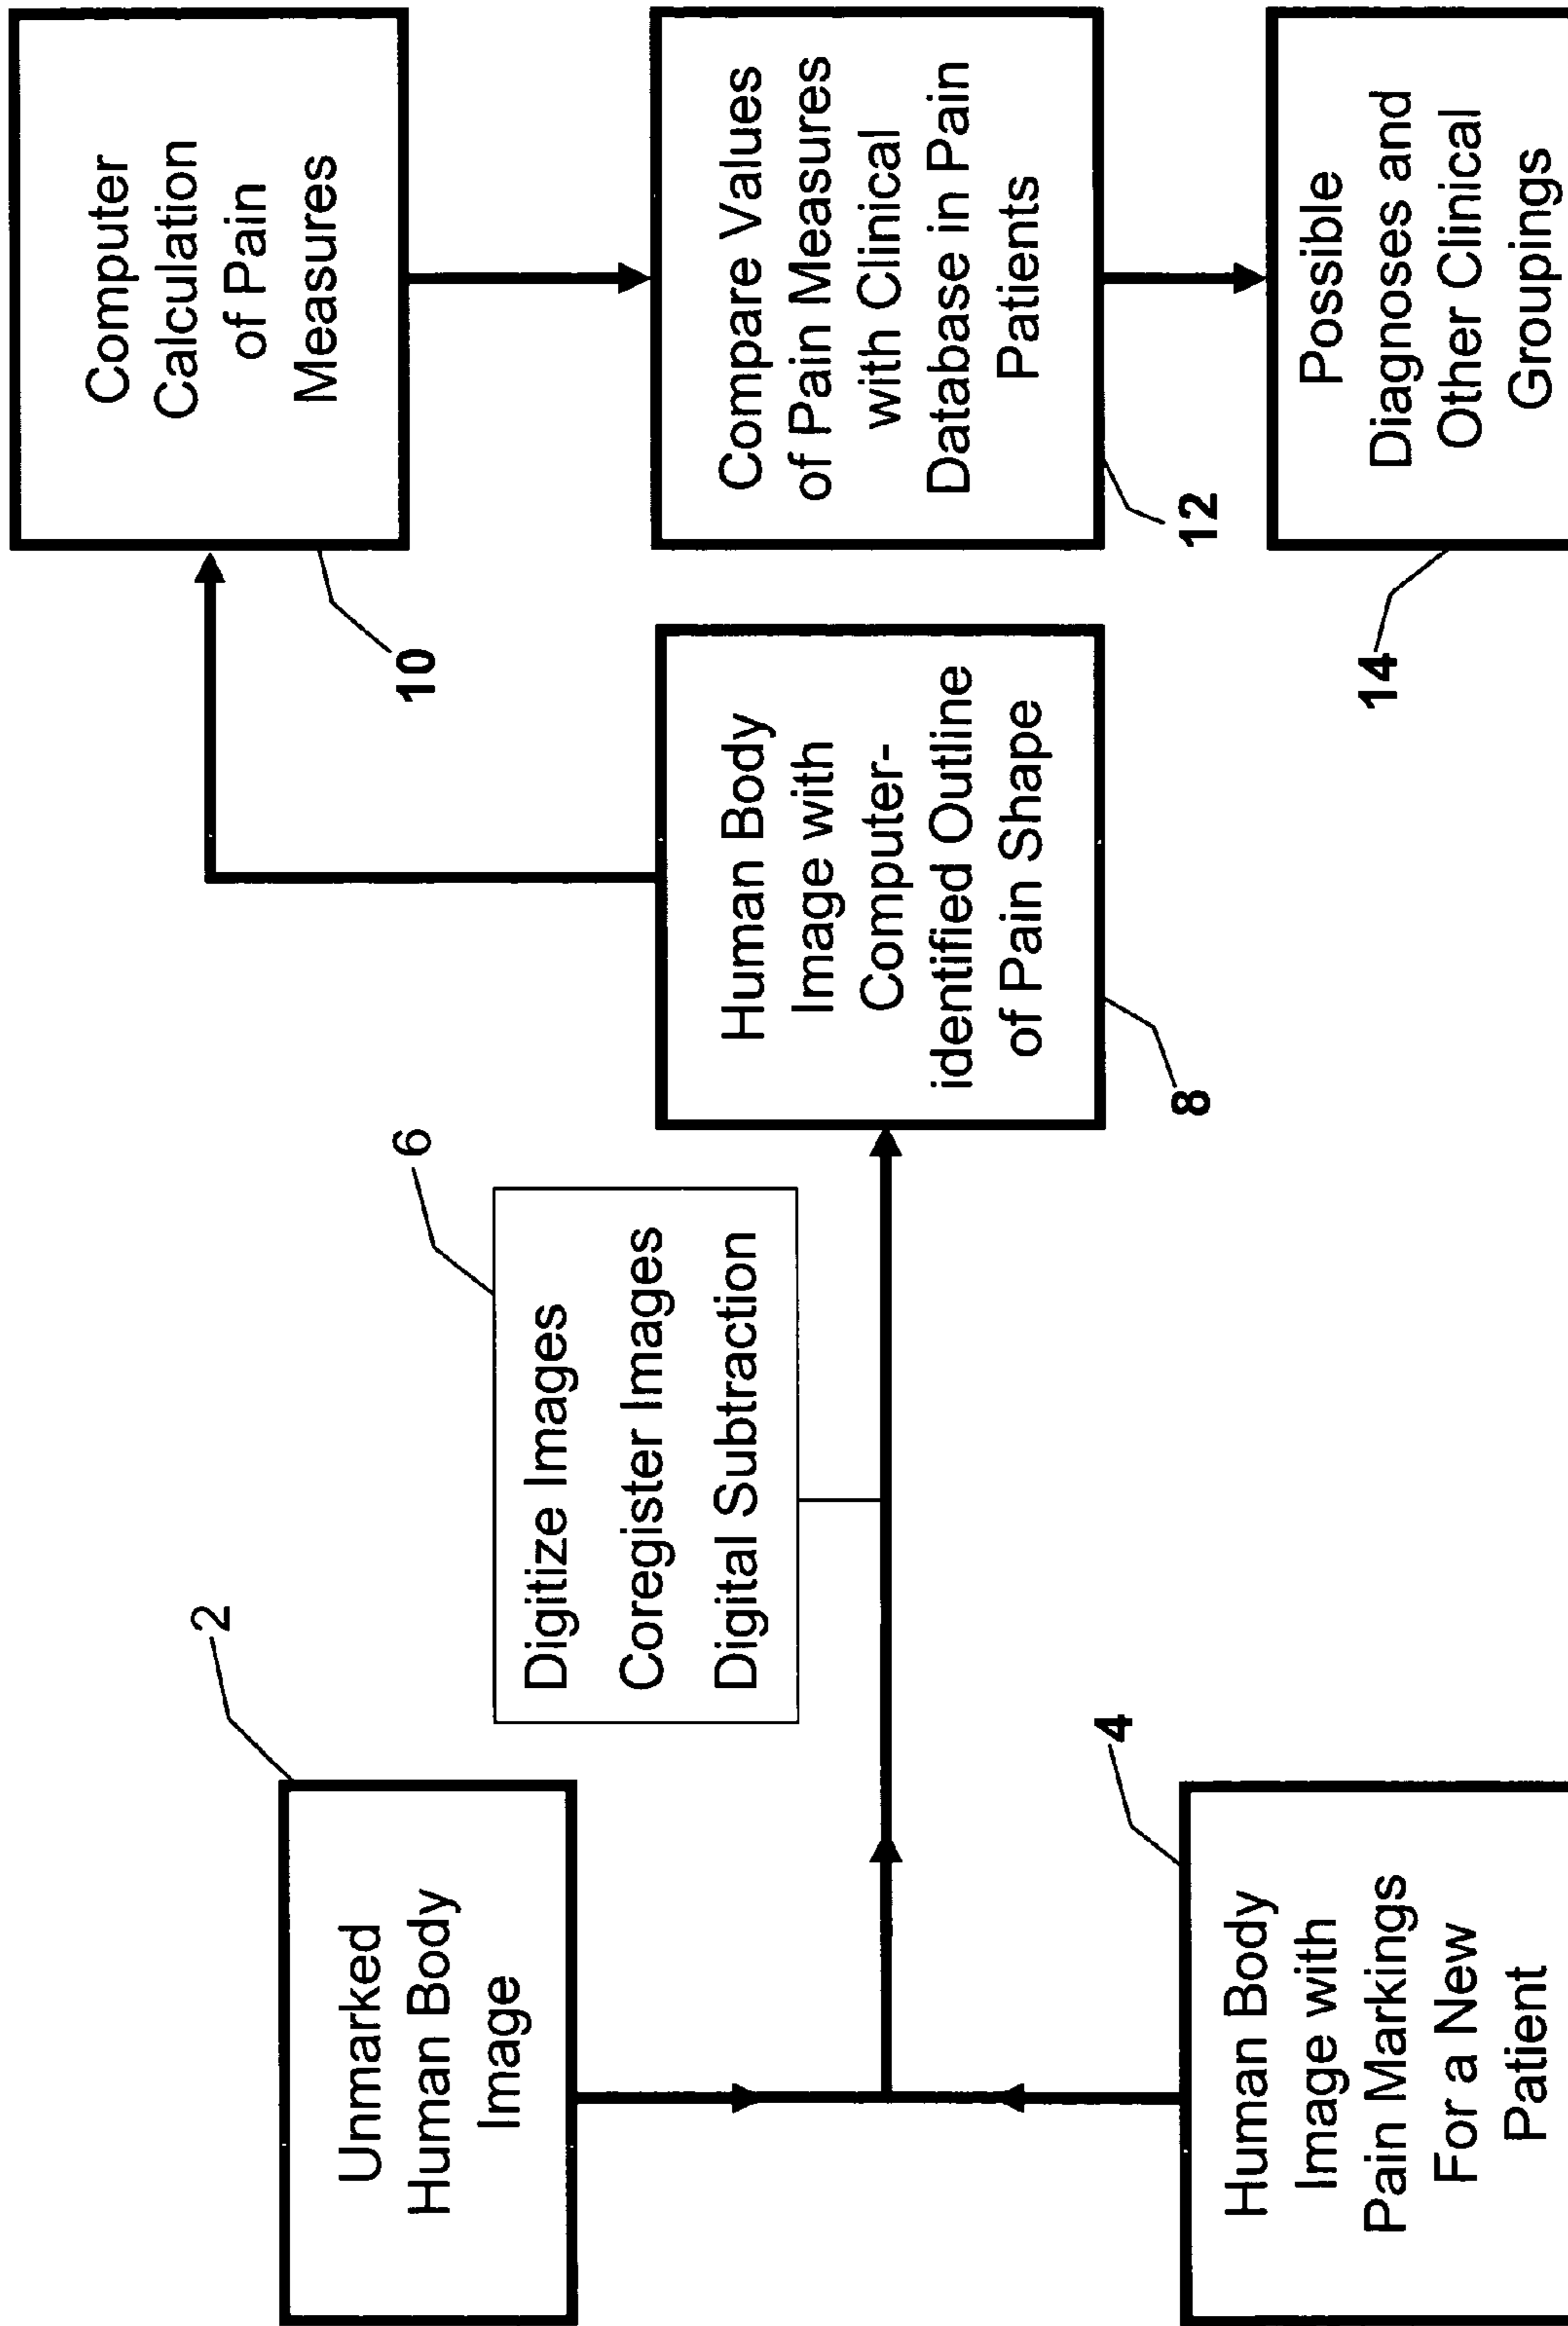 2
Unmarked
Human Body
Image
4
Human Body
Image with
Pain Markings
For a New
Patient
6
Digitize Images
Coregister Images
Digital Subtraction
Human Body
Image with
Computer-
identified Outline
of Pain Shape
8
Computer
Calculation
of Pain
Measures
10
Compare Values
of Pain Measures
with Clinical
Database in Pain
Patients
12
Possible
Diagnoses and
Other Clinical
Groupings
14